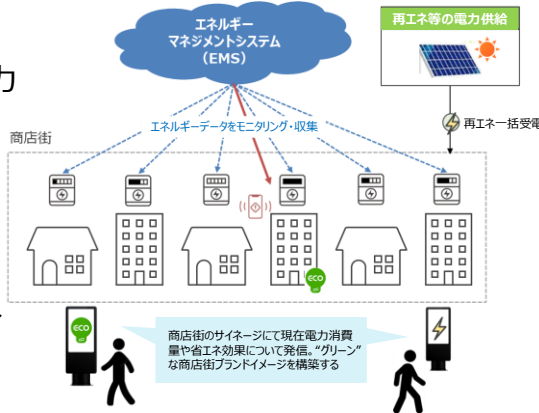 エネルギー
マネジメントシステム
（EMS）
再エネ等の電力供給
力
エネルギーデータをモニタリング・収集
再エネ一括受電
商店街
eco
eco
商店街のサイネージにて現在電力消費
量や省エネ効果について発信。“グリーン”
な商店街ブランドイメージを構築する